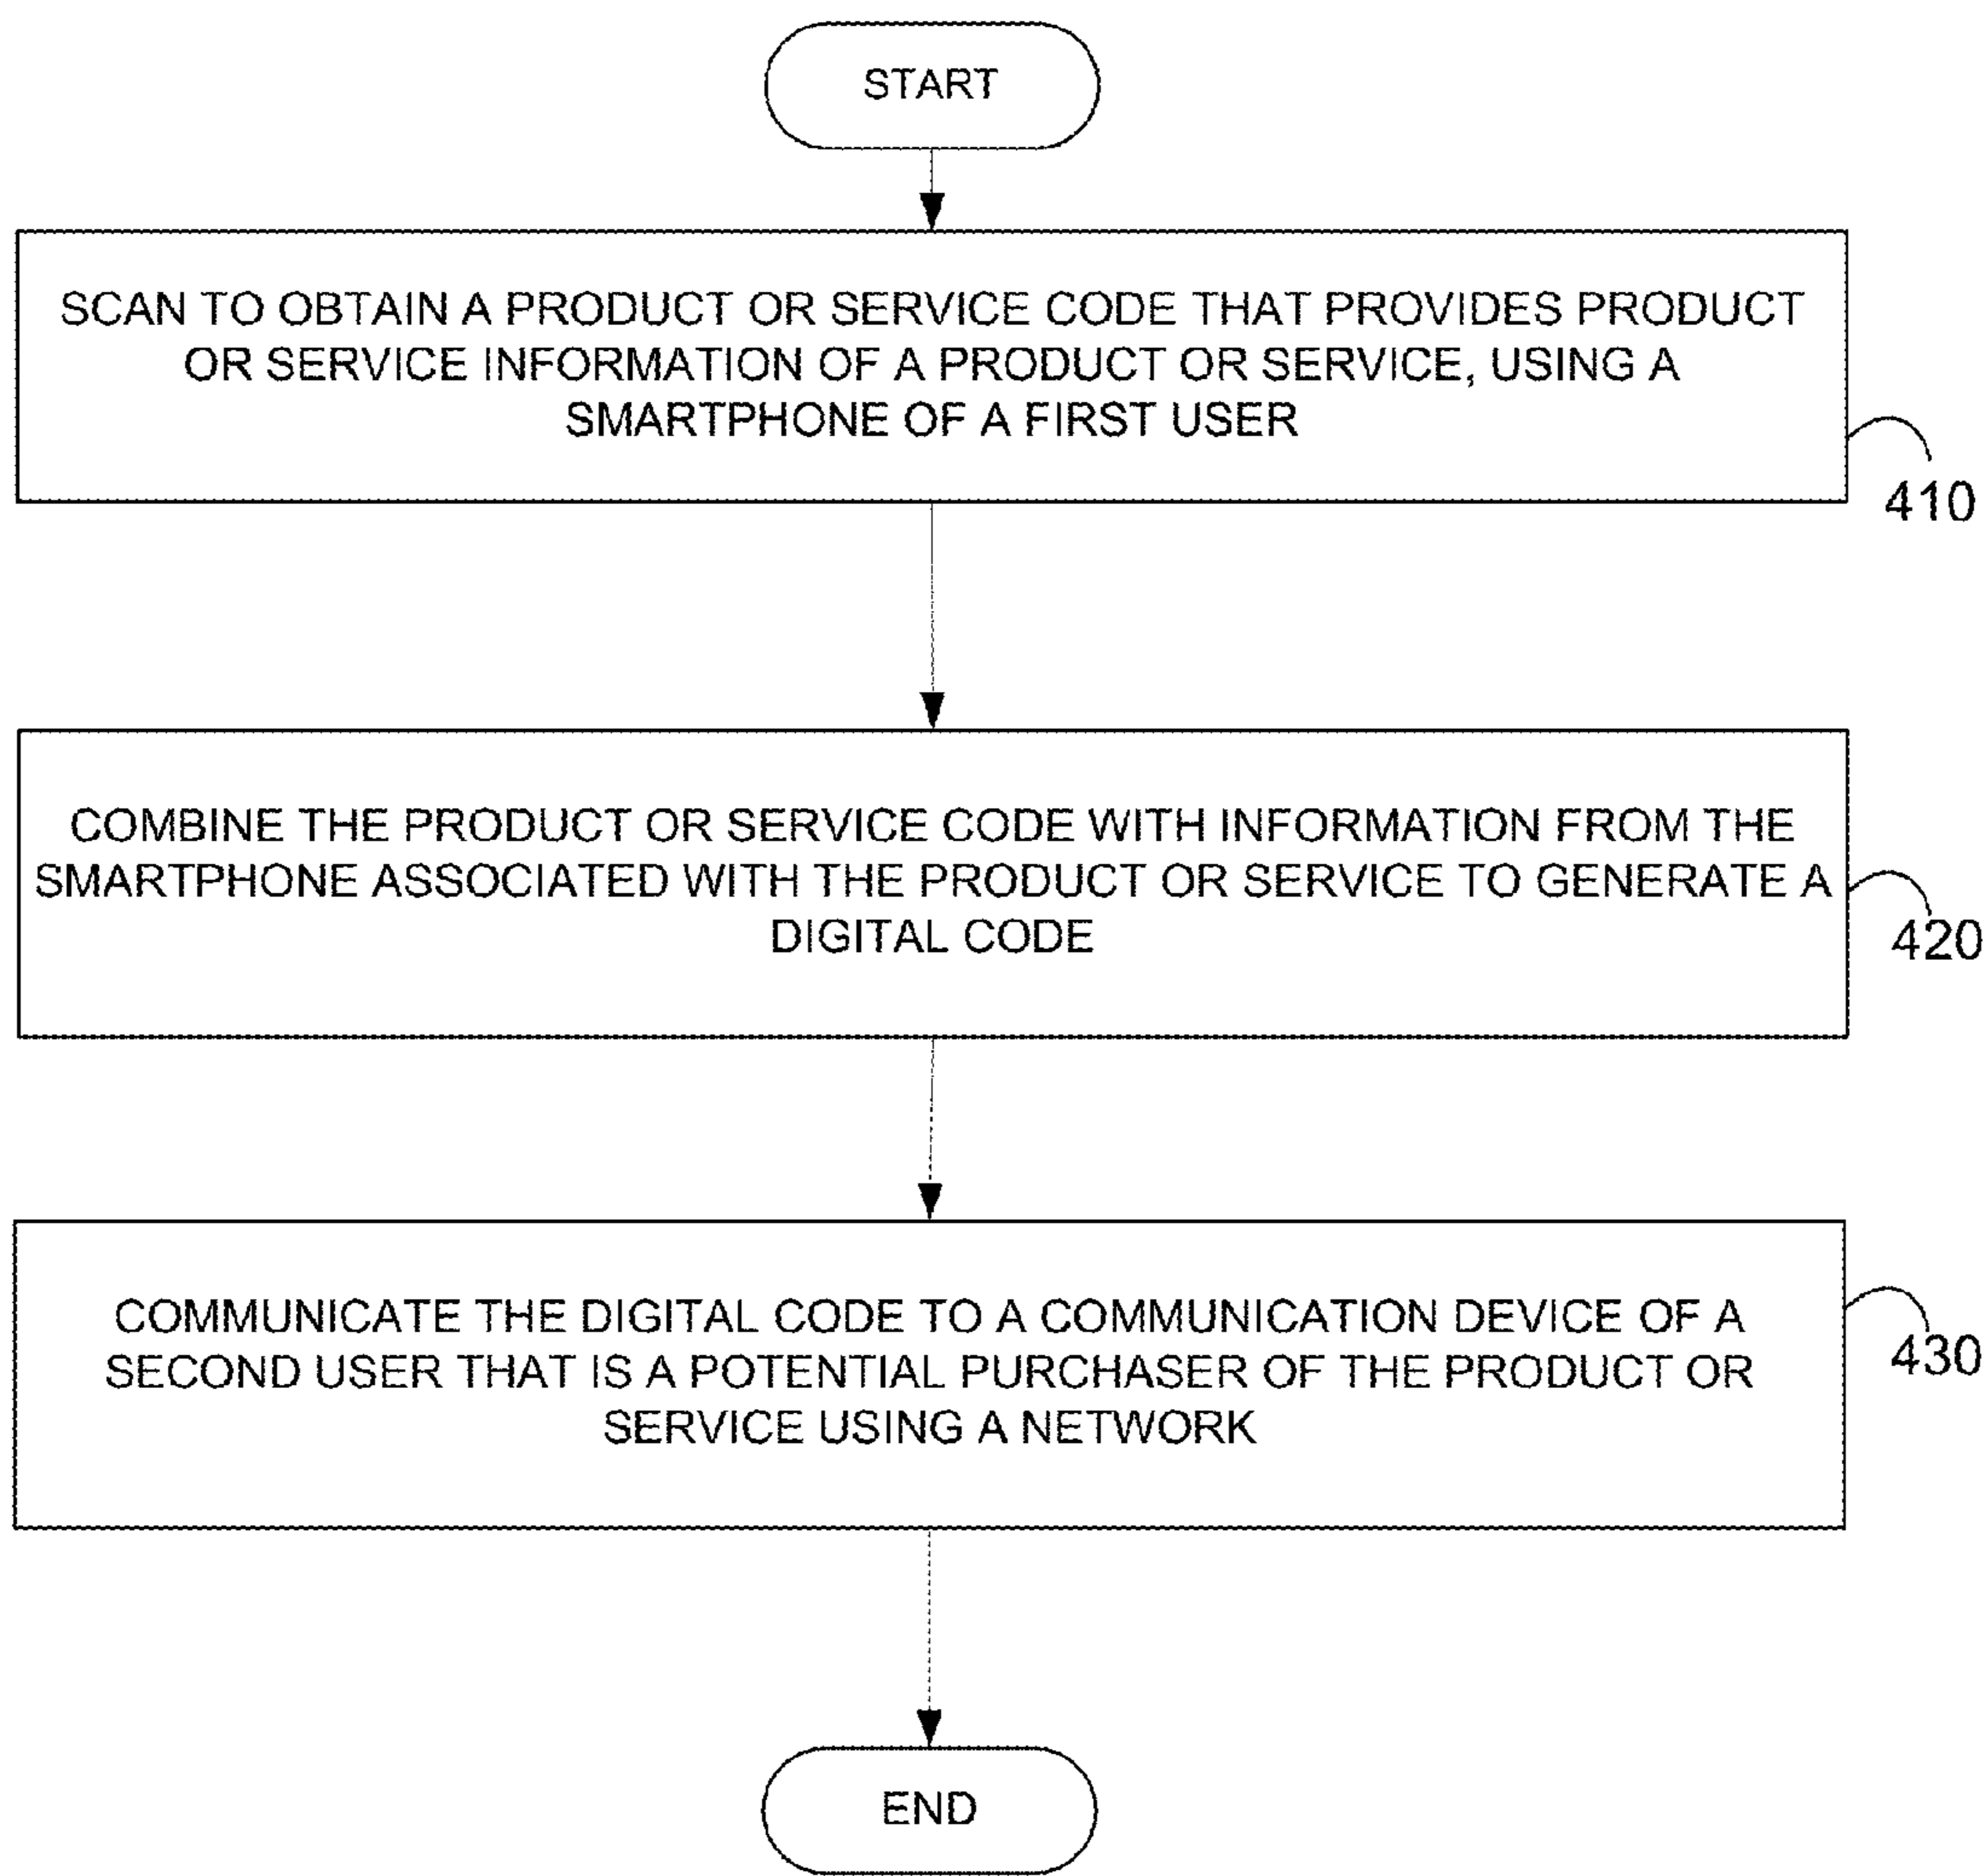 START
SCAN TO OBTAIN A PRODUCT OR SERVICE CODE THAT PROVIDES PRODUCT
OR SERVICE INFORMATION OF A PRODUCT OR SERVICE, USING A
SMARTPHONE OF A FIRST USER
410
COMBINE THE PRODUCT OR SERVICE CODE WITH INFORMATION FROM THE
SMARTPHONE ASSOCIATED WITH THE PRODUCT OR SERVICE TO GENERATE A
DIGITAL CODE
420
COMMUNICATE THE DIGITAL CODE TO A COMMUNICATION DEVICE OF A
SECOND USER THAT IS A POTENTIAL PURCHASER OF THE PRODUCT OR
SERVICE USING A NETWORK
430
END